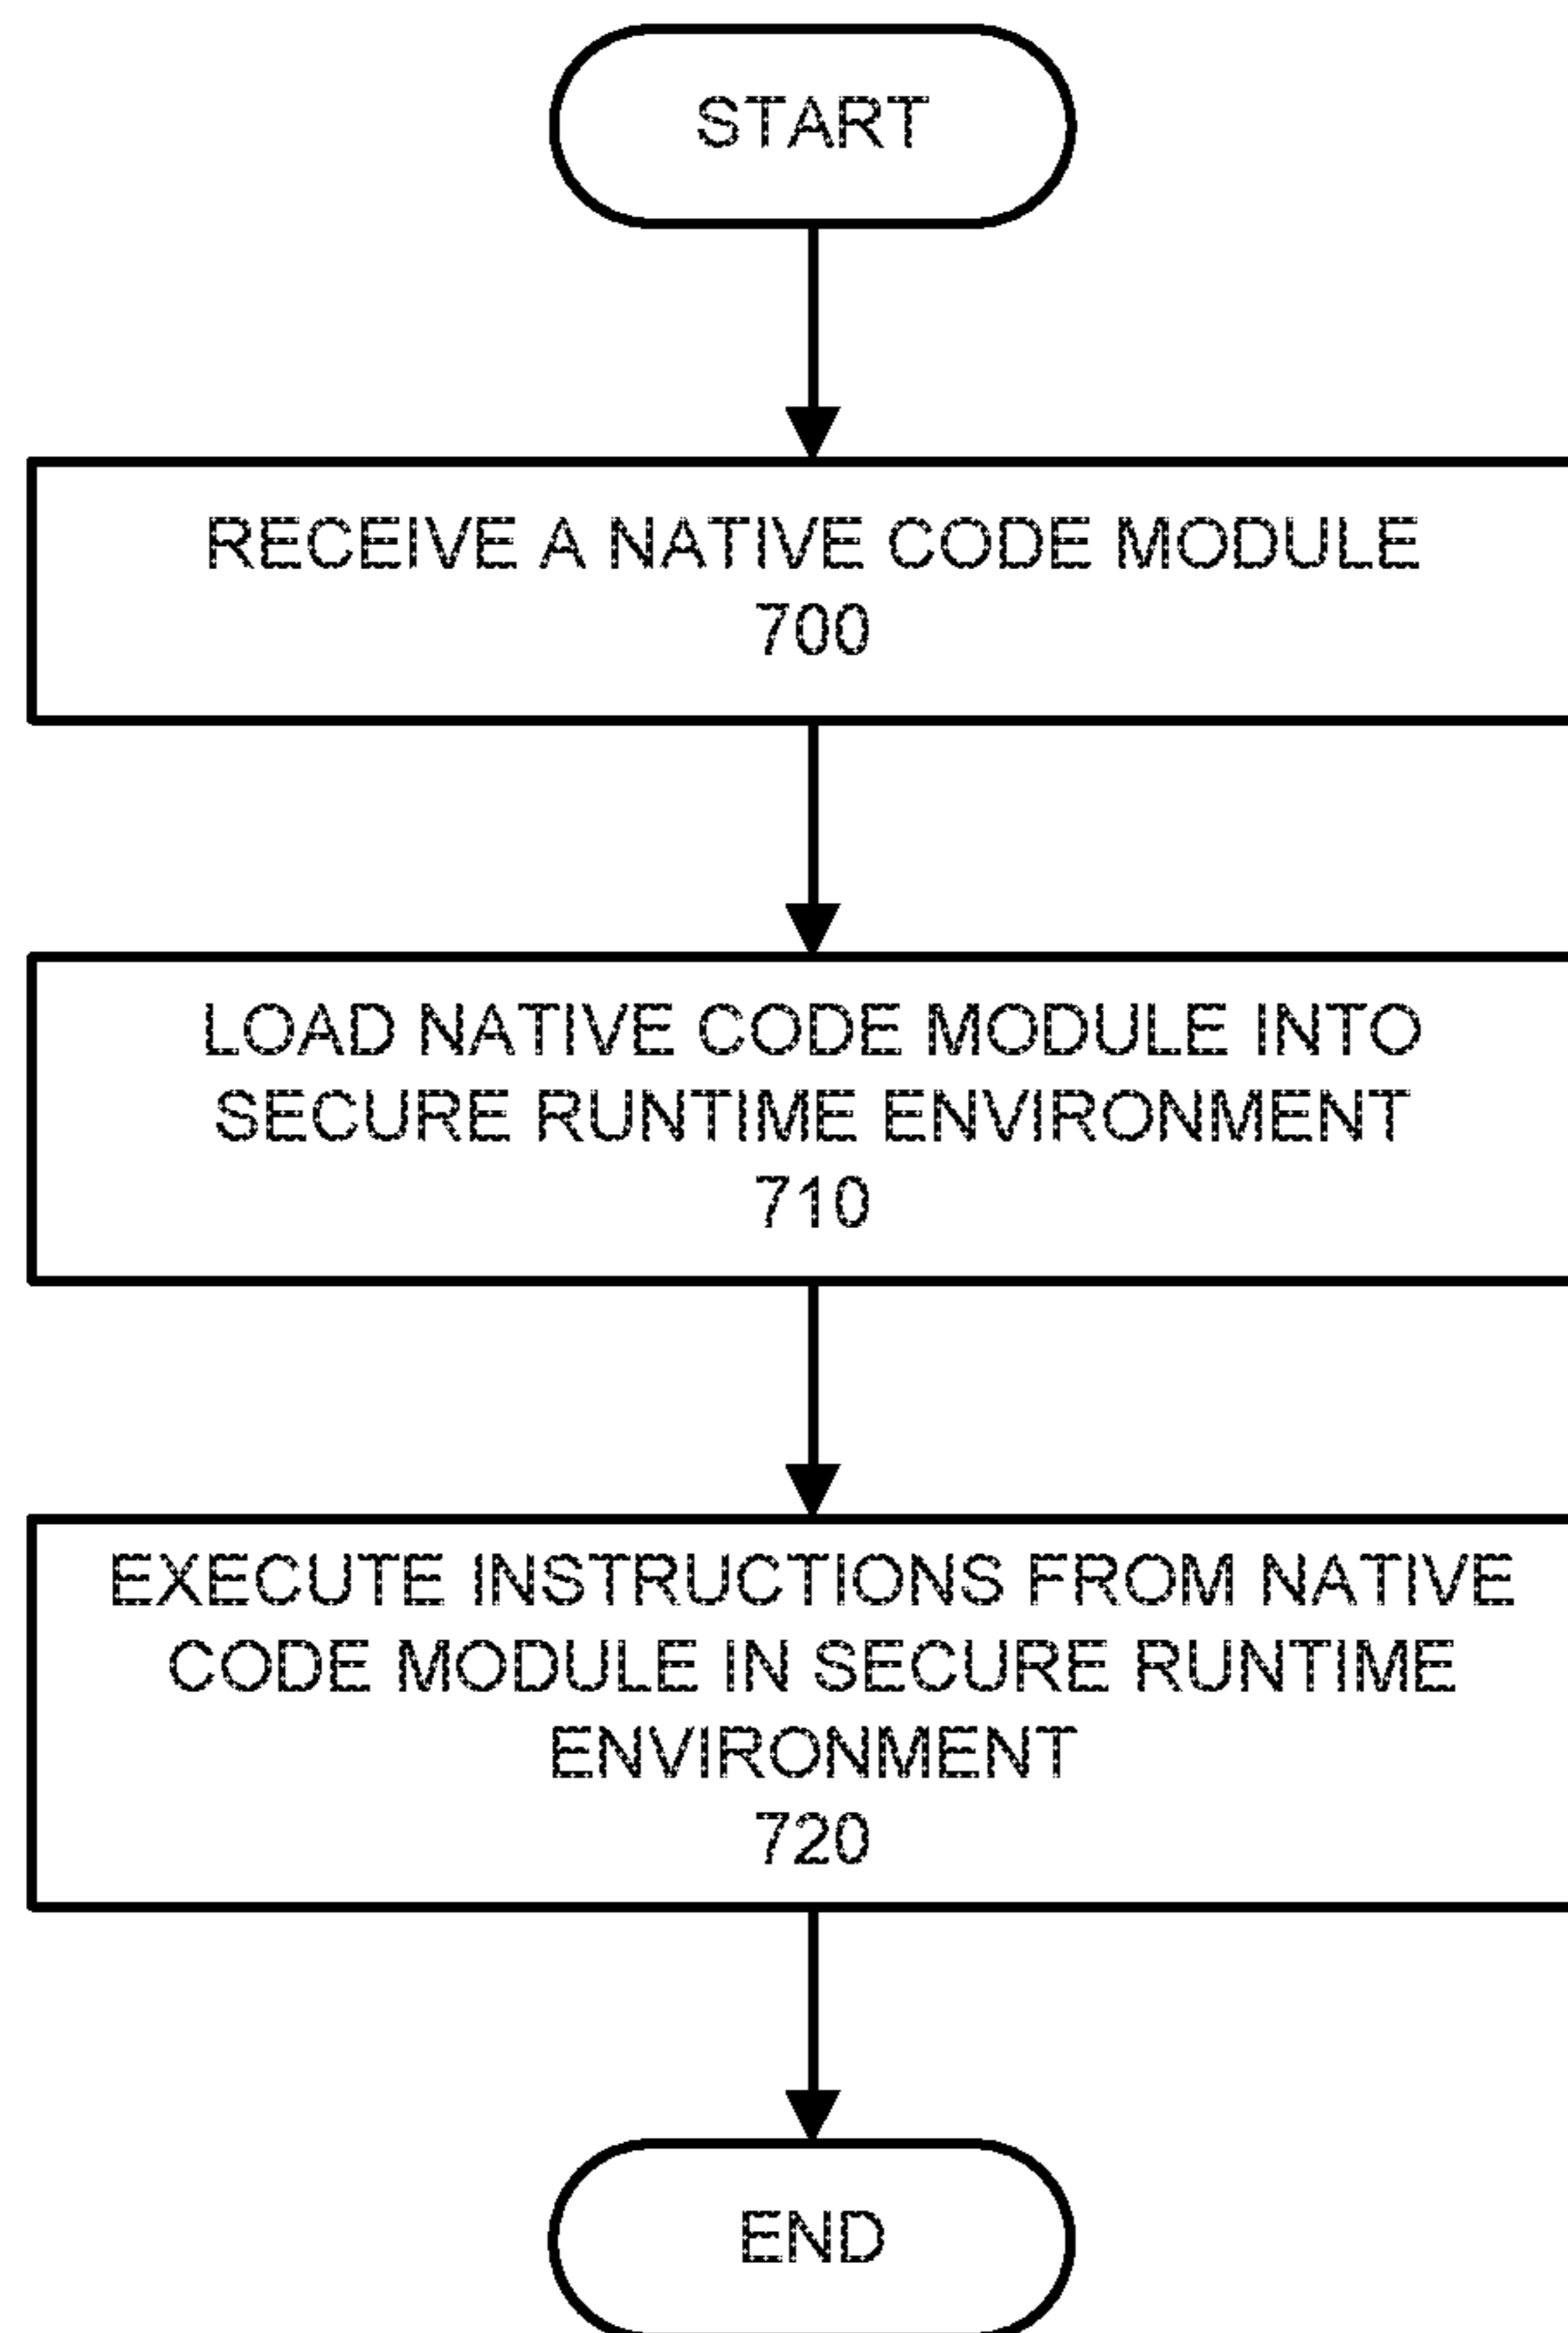 START
RECEIVE A NATIVE CODE MODULE
700
LOAD NATIVE CODE MODULE INTO
SECURE RUNTIME ENVIRONMENT
710
EXECUTE INSTRUCTIONS FROM NATIVE
CODE MODULE IN SECURE RUNTIME
ENVIRONMENT
720
END